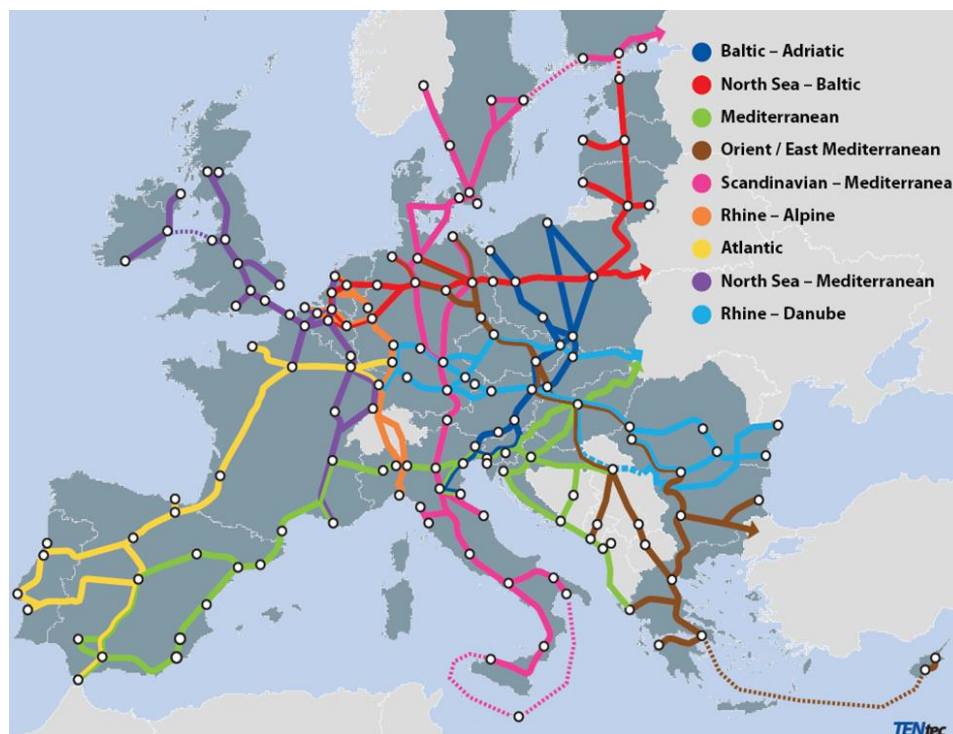 Baltic – Adriatic
North Sea – Baltic
Mediterranean
Orient / East Mediterranean
Scandinavian – Mediterranea
Rhine – Alpine
Atlantic
North Sea – Mediterranean
Rhine – Danube
TENtec